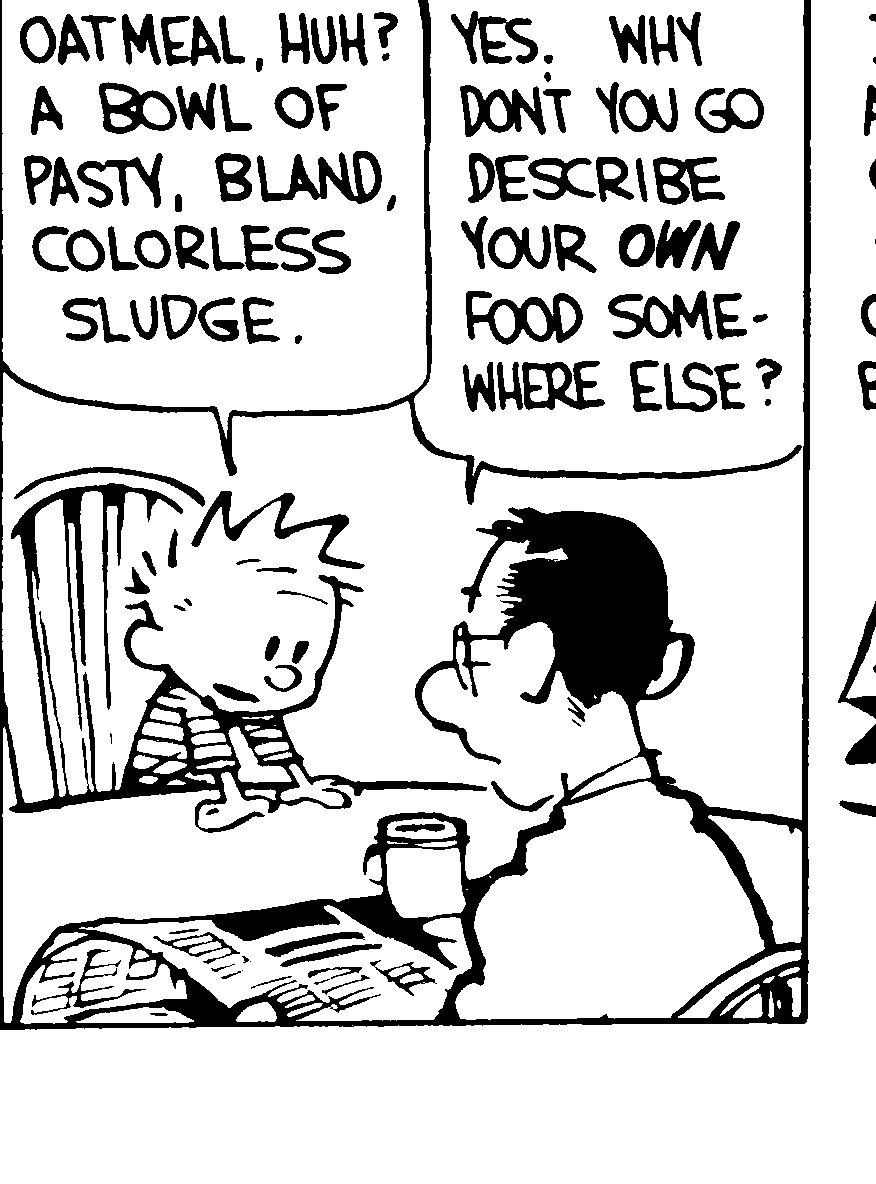 OATMEAL, HUH?
A BOWL OF
PASTY, BLAND,
COLORLESS
SLUDGE.
YES. WHY
DON'T YOU GO
DESCRIBE
YOUR OWN
FOOD SOME-
WHERE ELSE?